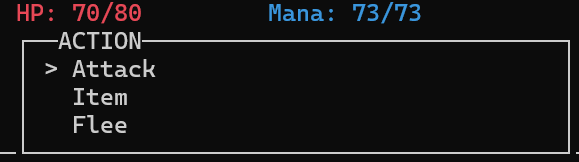 HP: 70/80 Mana: 73/73
ACTION
> Attack
Item
Flee